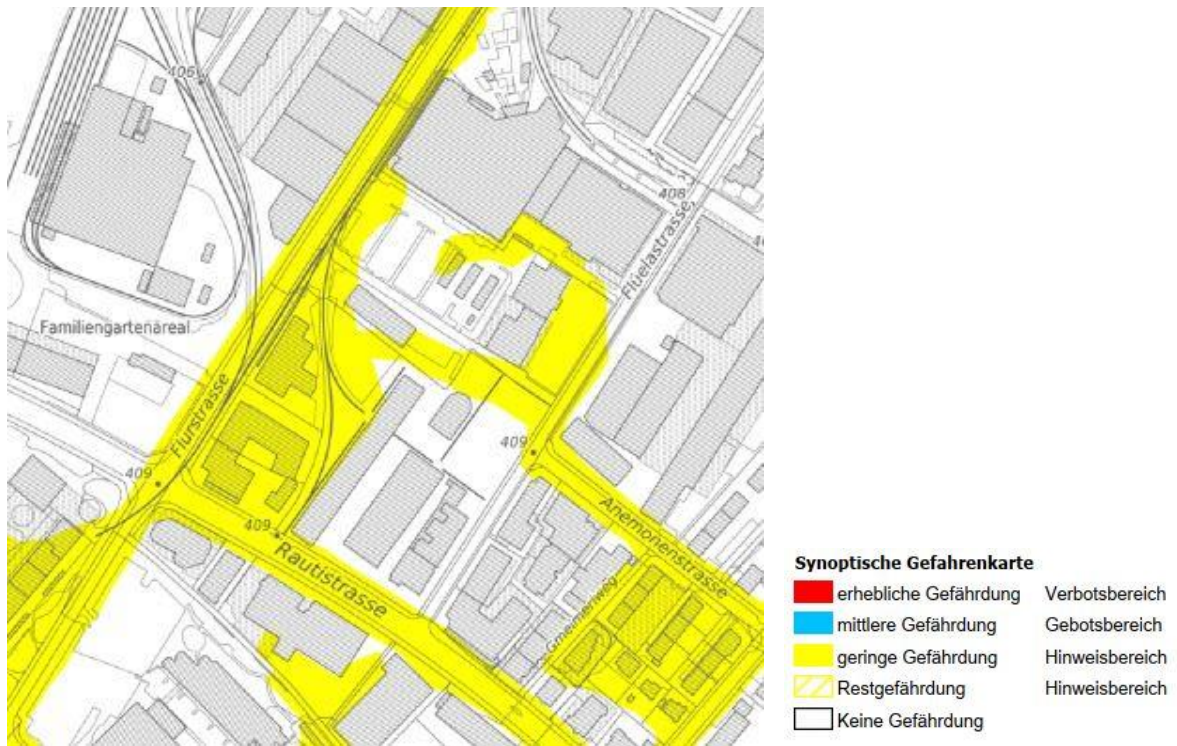 406
408
Flüelastrasse
Familiengartenareal
Flurstrasse
409
409
409
Anemonenstrasse
Rautistrasse
Gmeimeriweg
Synoptische Gefahrenkarte
erhebliche Gefährdung Verbotsbereich
mittlere Gefährdung Gebotsbereich
geringe Gefährdung Hinweisbereich
Restgefährdung Hinweisbereich
Keine Gefährdung